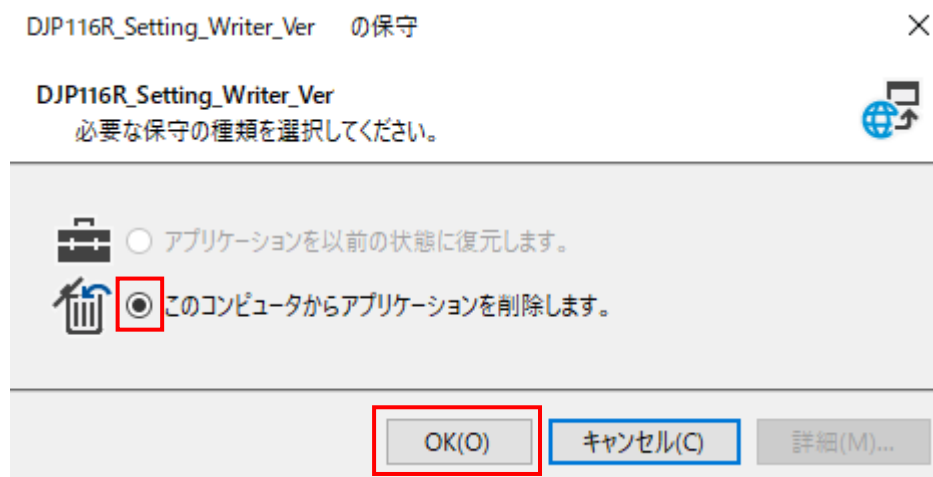 DJP116R_Setting_Writer_Ver の保守
DJP116R_Setting_Writer_Ver
必要な保守の種類を選択してください。
アプリケーションを以前の状態に復元します。
このコンピュータからアプリケーションを削除します。
OK(O) キャンセル(C) 詳細(M)...